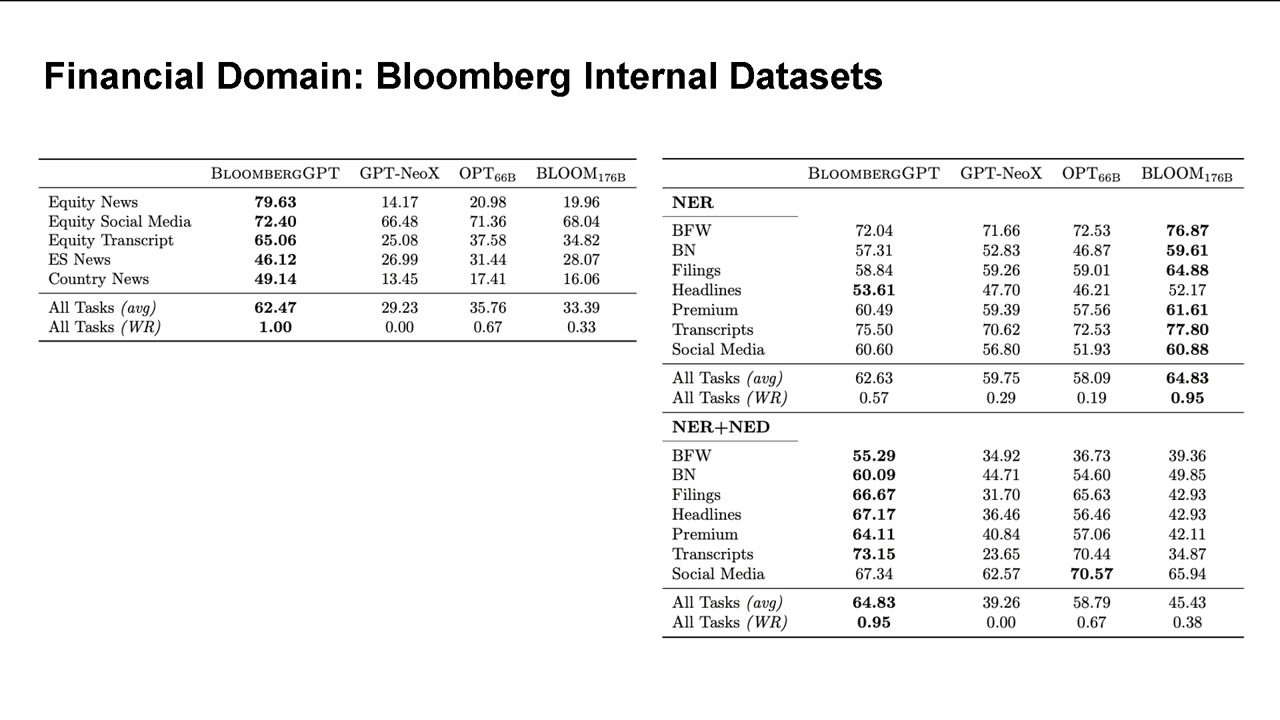 Financial Domain: Bloomberg Internal Datasets
BLOOMBERGGPT GPT-NeoX OPT66B BLOOM176B
Equity News 79.63 14.17 20.98 19.96
Equity Social Media 72.40 66.48 71.36 68.04
Equity Transcript 65.06 25.08 37.58 34.82
ES News 46.12 26.99 31.44 28.07
Country News 49.14 13.45 17.41 16.06
All Tasks (avg) 62.47 29.23 35.76 33.39
All Tasks (WR) 1.00 0.00 0.67 0.33
BLOOMBERGGPT GPT-NeoX OPT66B BLOOM176B
NER
BFW 72.04 71.66 72.53 76.87
BN 57.31 52.83 46.87 59.61
Filings 58.84 59.26 59.01 64.88
Headlines 53.61 47.70 46.21 52.17
Premium 60.49 59.39 57.56 61.61
Transcripts 75.50 70.62 72.53 77.80
Social Media 60.60 56.80 51.93 60.88
All Tasks (avg) 62.63 59.75 58.09 64.83
All Tasks (WR) 0.57 0.29 0.19 0.95
NER+NED
BFW 55.29 34.92 36.73 39.36
BN 60.09 44.71 54.60 49.85
Filings 66.67 31.70 65.63 42.93
Headlines 67.17 36.46 56.46 42.93
Premium 64.11 40.84 57.06 42.11
Transcripts 73.15 23.65 70.44 34.87
Social Media 67.34 62.57 70.57 65.94
All Tasks (avg) 64.83 39.26 58.79 45.43
All Tasks (WR) 0.95 0.00 0.67 0.38